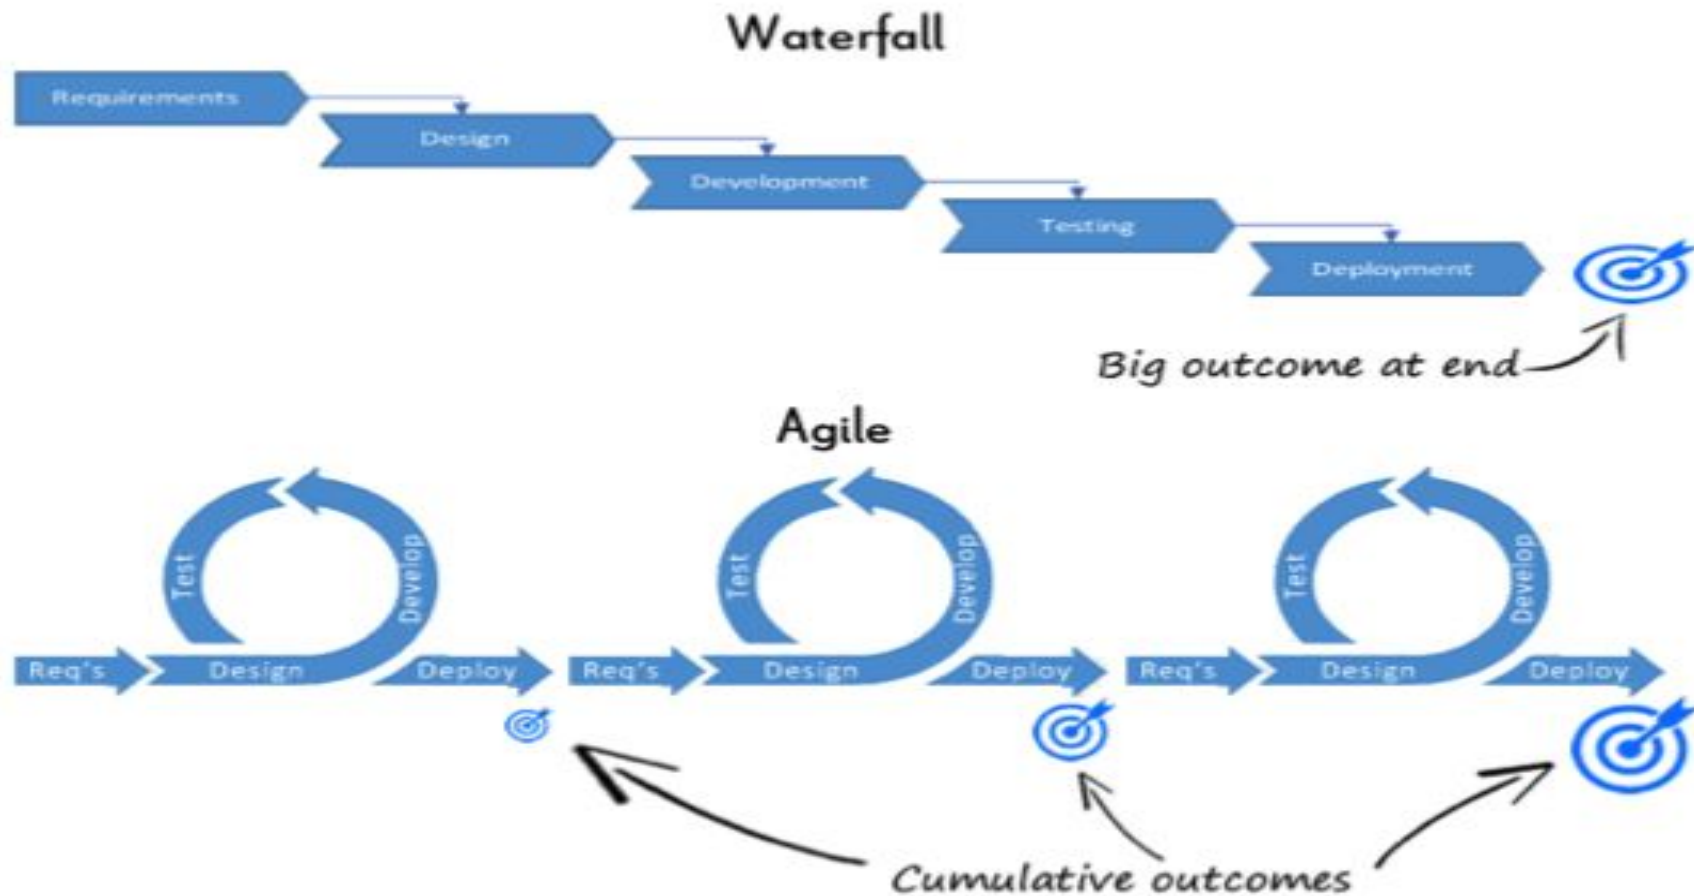 Waterfall
Requirements
Design
Development
Testing
Deployment
Big outcome at end
Agile
Test
Develop
Req's
Design
Deploy
Test
Develop
Req's
Design
Deploy
Test
Develop
Req's
Design
Deploy
Cumulative outcomes